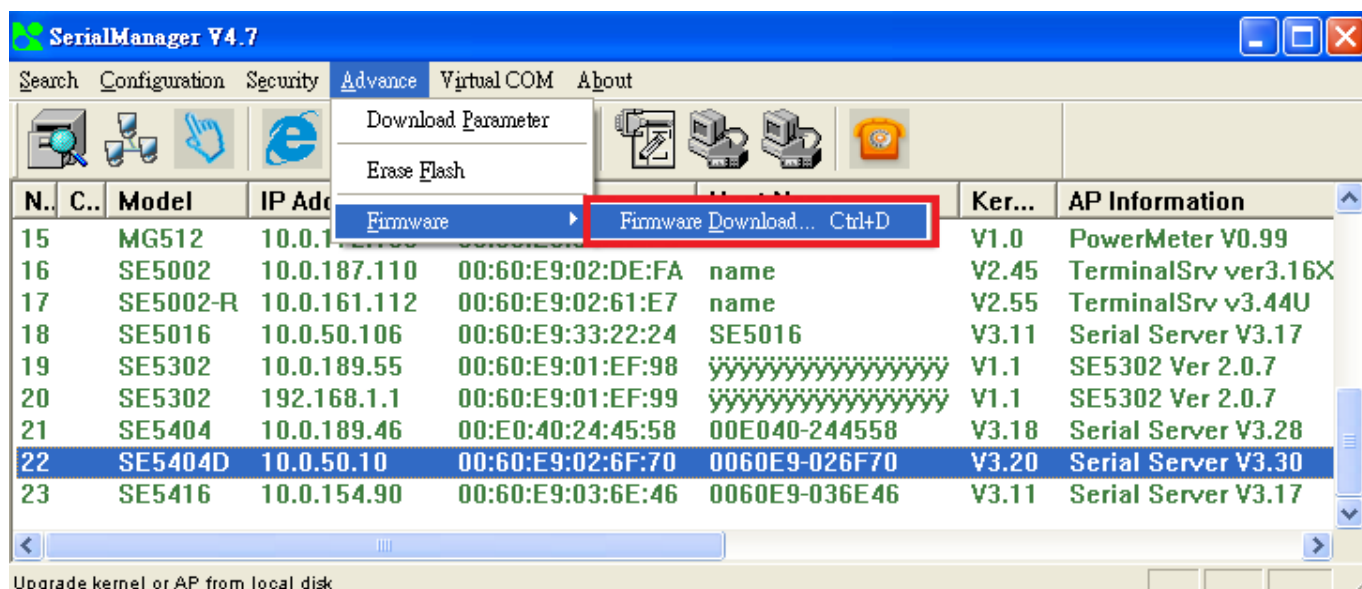 SerialManager V4.7
Search Configuration Security Advance Virtual COM About
Download Parameter
Erase Flash
Firmware
Firmware Download... Ctrl+D
N.. C.. Model IP Add Ker... AP Information
15 MG512 10.0.1 V1.0 PowerMeter V0.99
16 SE5002 10.0.187.110 00:60:E9:02:DE:FA name V2.45 TerminalSrv ver3.16X
17 SE5002-R 10.0.161.112 00:60:E9:02:61:E7 name V2.55 TerminalSrv v3.44U
18 SE5016 10.0.50.106 00:60:E9:33:22:24 SE5016 V3.11 Serial Server V3.17
19 SE5302 10.0.189.55 00:60:E9:01:EF:98 ÿÿÿÿÿÿÿÿÿÿÿÿÿÿÿÿ V1.1 SE5302 Ver 2.0.7
20 SE5302 192.168.1.1 00:60:E9:01:EF:99 ÿÿÿÿÿÿÿÿÿÿÿÿÿÿÿÿ V1.1 SE5302 Ver 2.0.7
21 SE5404 10.0.189.46 00:E0:40:24:45:58 00E040-244558 V3.18 Serial Server V3.28
22 SE5404D 10.0.50.10 00:60:E9:02:6F:70 0060E9-026F70 V3.20 Serial Server V3.30
23 SE5416 10.0.154.90 00:60:E9:03:6E:46 0060E9-036E46 V3.11 Serial Server V3.17
Upgrade kernel or AP from local disk